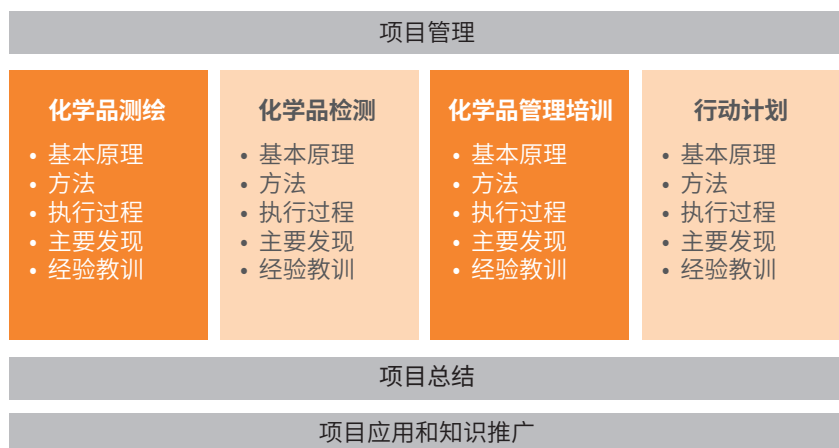 项目管理
化学品测绘
• 基本原理
• 方法
• 执行过程
• 主要发现
• 经验教训
化学品检测
• 基本原理
• 方法
• 执行过程
• 主要发现
• 经验教训
化学品管理培训
• 基本原理
• 方法
• 执行过程
• 主要发现
• 经验教训
行动计划
• 基本原理
• 方法
• 执行过程
• 主要发现
• 经验教训
项目总结
项目应用和知识推广